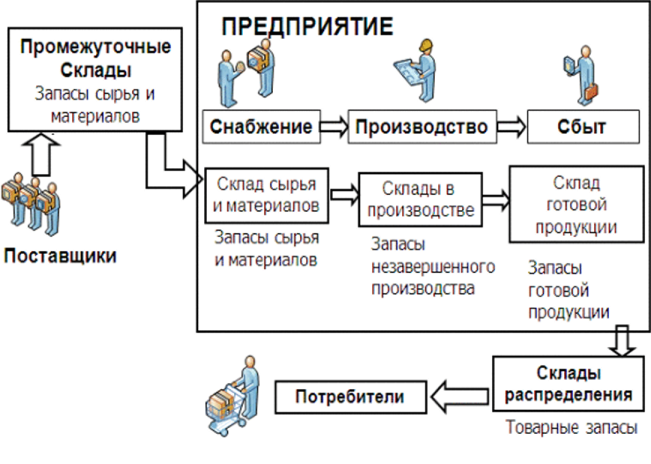 Промежуточные
Склады
Запасы сырья и
материалов
Поставщики
ПРЕДПРИЯТИЕ
Снабжение
Производство
Сбыт
Склад сырья
и материалов
Склады в
производстве
Склад
готовой
продукции
Запасы сырья
и материалов
Запасы
незавершенного
производства
Запасы
готовой
продукции
Склады
распределения
Товарные запасы
Потребители